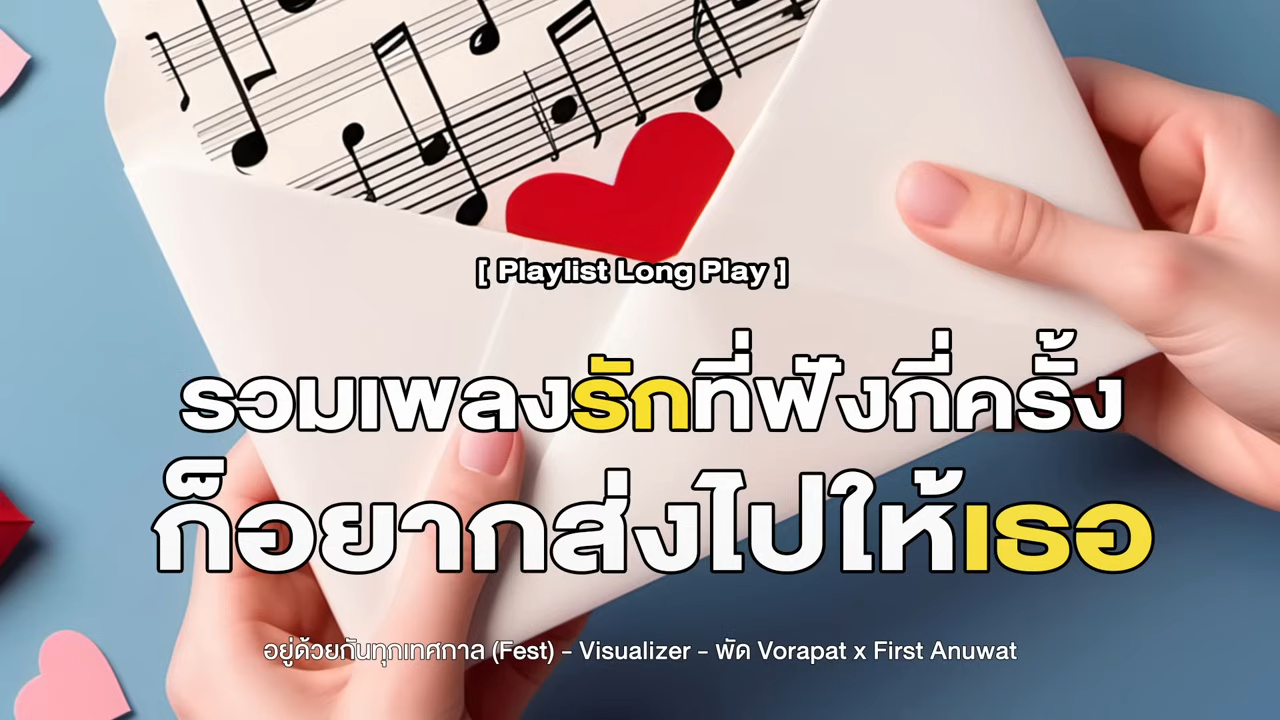 [ Playlist Long Play ]
รวมเพลงรักที่ฟังกี่ครั้ง
ก็อยากส่งไปให้เธอ
อยู่ด้วยกันทุกเทศกาล (Fest) – Visualizer – พัด Vorapat x First Anuwat